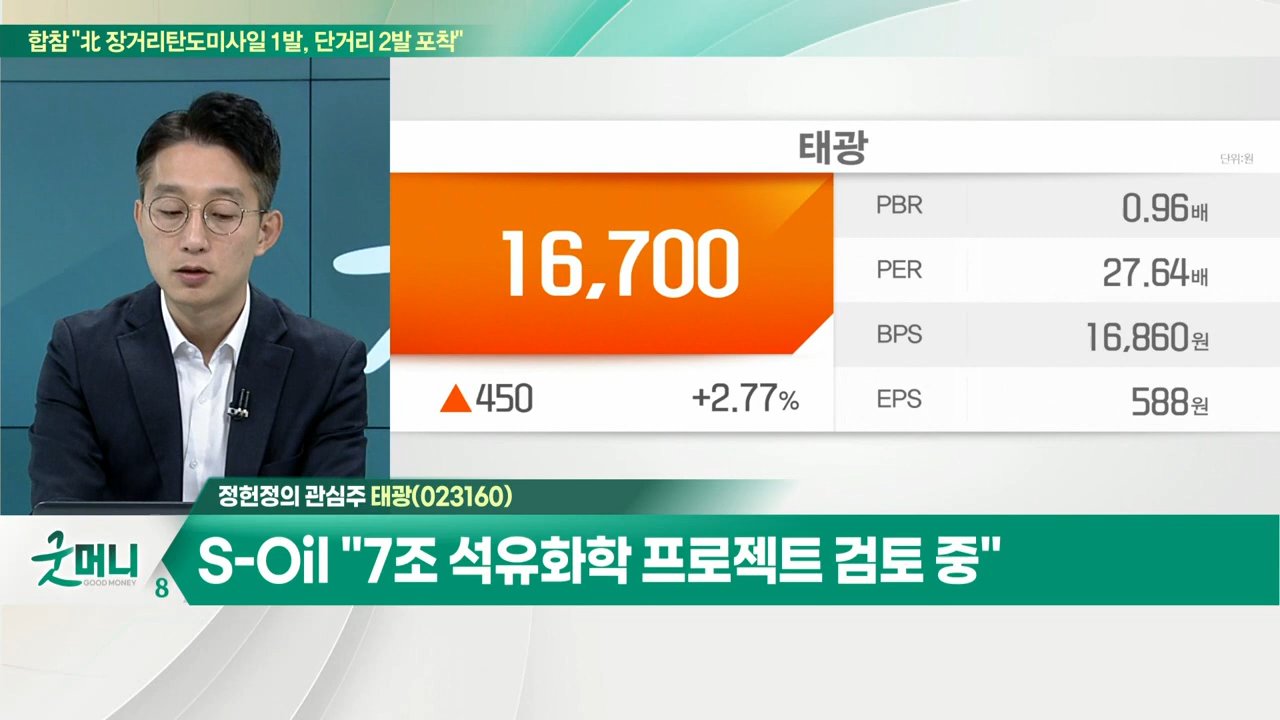 합참 "北 장거리탄도미사일 1발, 단거리 2발 포착"
태광
단위:원
16,700
▲450 +2.77%
PBR 0.96배
PER 27.64배
BPS 16,860원
EPS 588원
정헌정의 관심주 태광(023160)
S-Oil "7조 석유화학 프로젝트 검토 중"
굿머니
GOOD MONEY
8